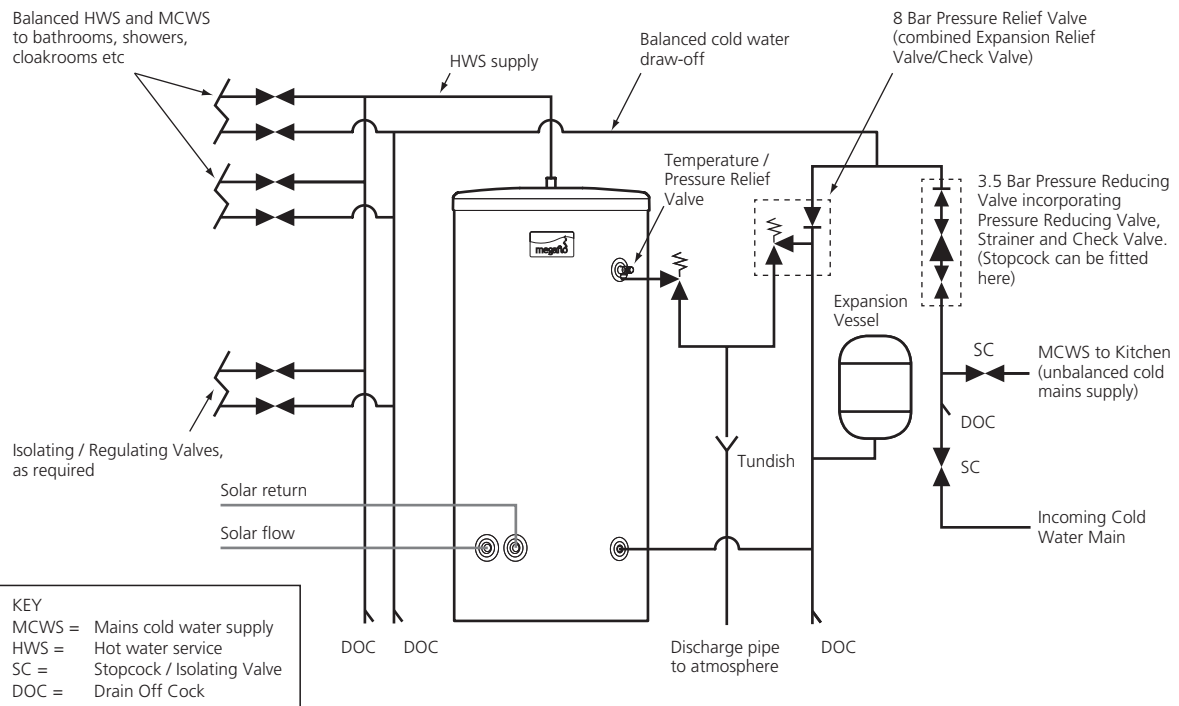 Balanced HWS and MCWS
to bathrooms, showers,
cloakrooms etc
HWS supply
Balanced cold water
draw-off
8 Bar Pressure Relief Valve
(combined Expansion Relief
Valve/Check Valve)
Temperature /
Pressure Relief
Valve
3.5 Bar Pressure Reducing
Valve incorporating
Pressure Reducing Valve,
Strainer and Check Valve.
(Stopcock can be fitted
here)
megaflo
Expansion
Vessel
SC
MCWS to Kitchen
(unbalanced cold
mains supply)
DOC
SC
Tundish
Isolating / Regulating Valves,
as required
Solar return
Solar flow
Incoming Cold
Water Main
KEY
MCWS = Mains cold water supply
HWS = Hot water service
SC = Stopcock / Isolating Valve
DOC = Drain Off Cock
DOC
DOC
Discharge pipe
to atmosphere
DOC